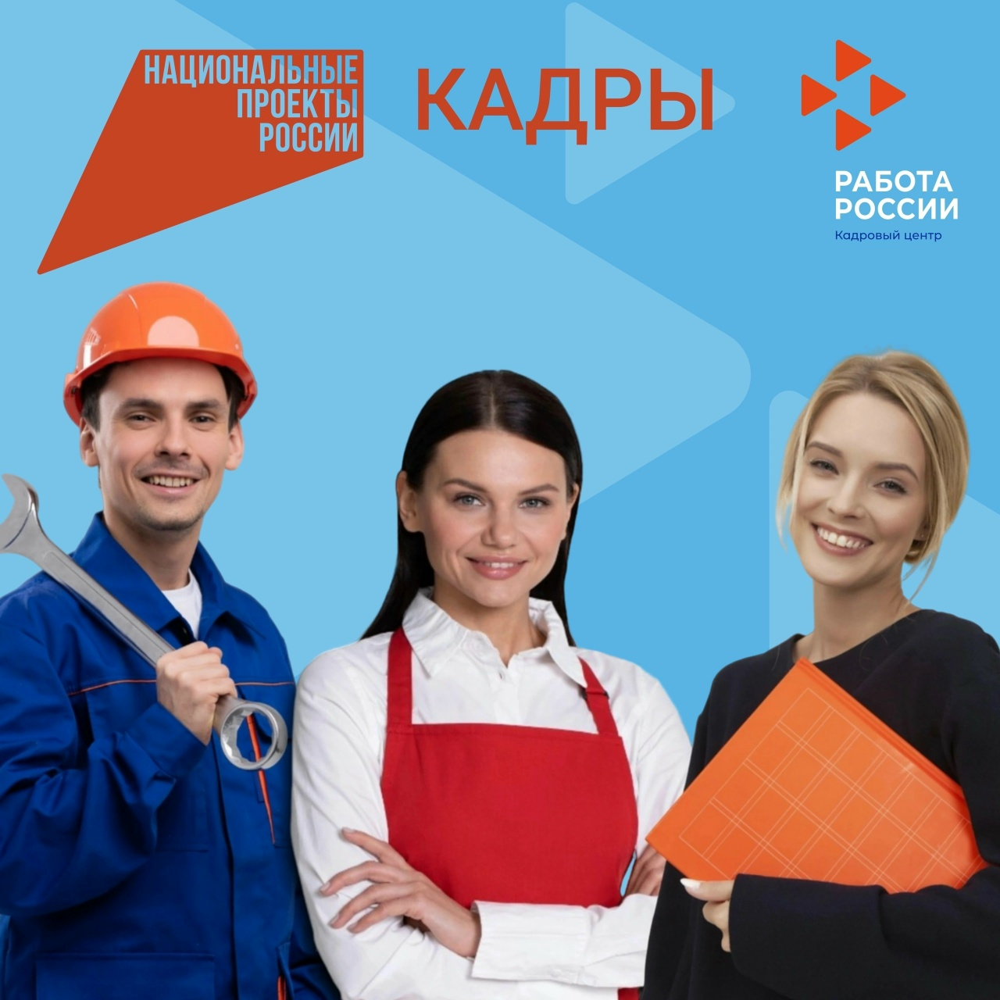 НАЦИОНАЛЬНЫЕ
ПРОЕКТЫ
РОССИИ
КАДРЫ
РАБОТА
РОССИИ
Кадровый центр